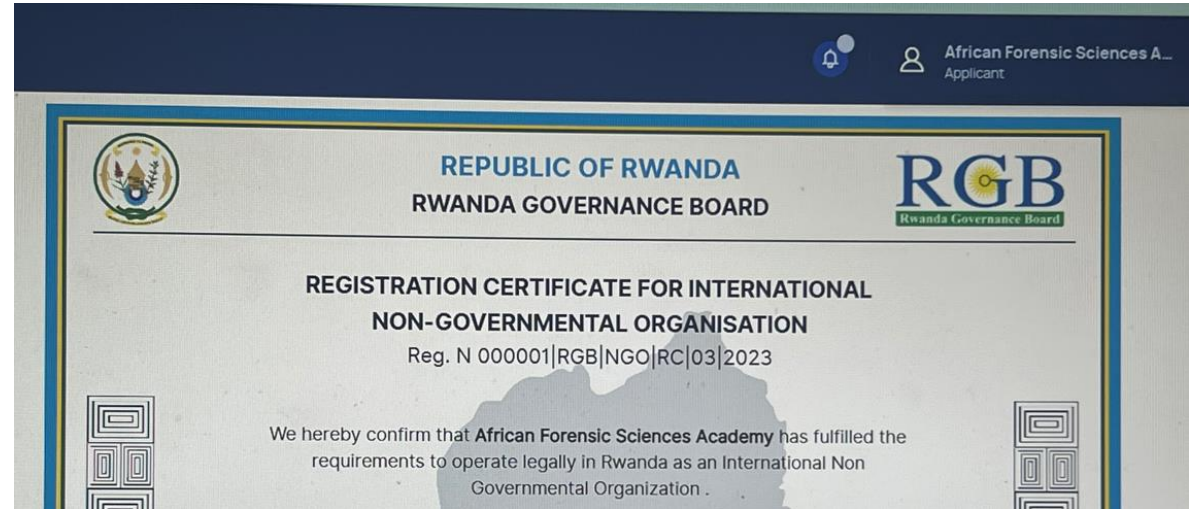 African Forensic Sciences A...
Applicant
REPUBLIC OF RWANDA
RWANDA GOVERNANCE BOARD
RGB
Rwanda Governance Board
REGISTRATION CERTIFICATE FOR INTERNATIONAL
NON-GOVERNMENTAL ORGANISATION
Reg. N 000001|RGB|NGO|RC|03|2023
We hereby confirm that African Forensic Sciences Academy has fulfilled the
requirements to operate legally in Rwanda as an International Non
Governmental Organization .